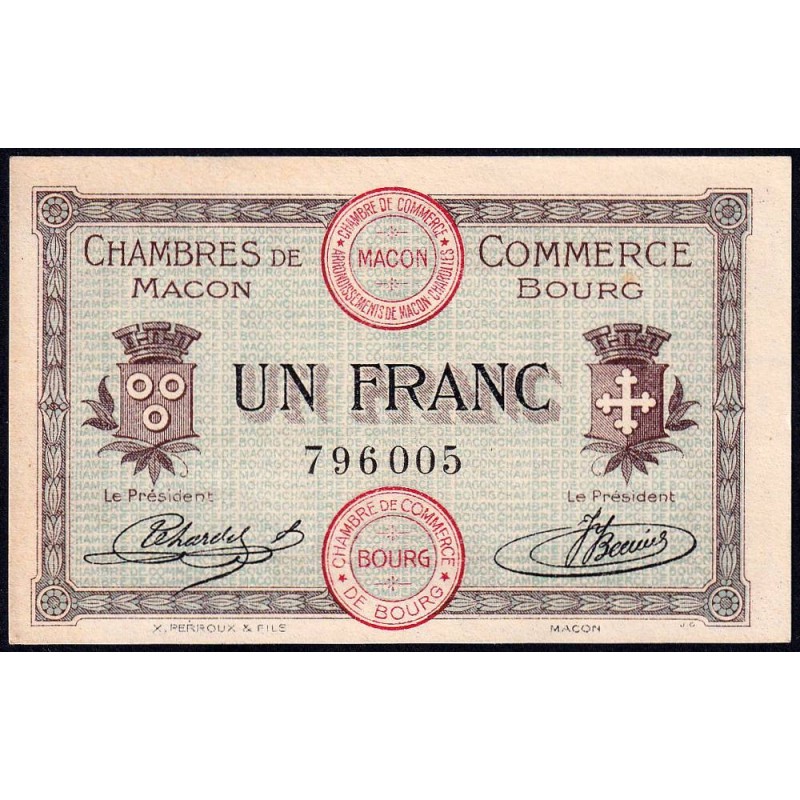 CHAMBRE DE COMMERCE
MACON
ARRONDISSEMENTS DE MACON CHAROLLES
CHAMBRES DE COMMERCE
MACON BOURG
UN FRANC
796005
Le Président Le Président
CHAMBRE DE COMMERCE
BOURG
DE BOURG
X. PERROUX & FILS MACON J.C.